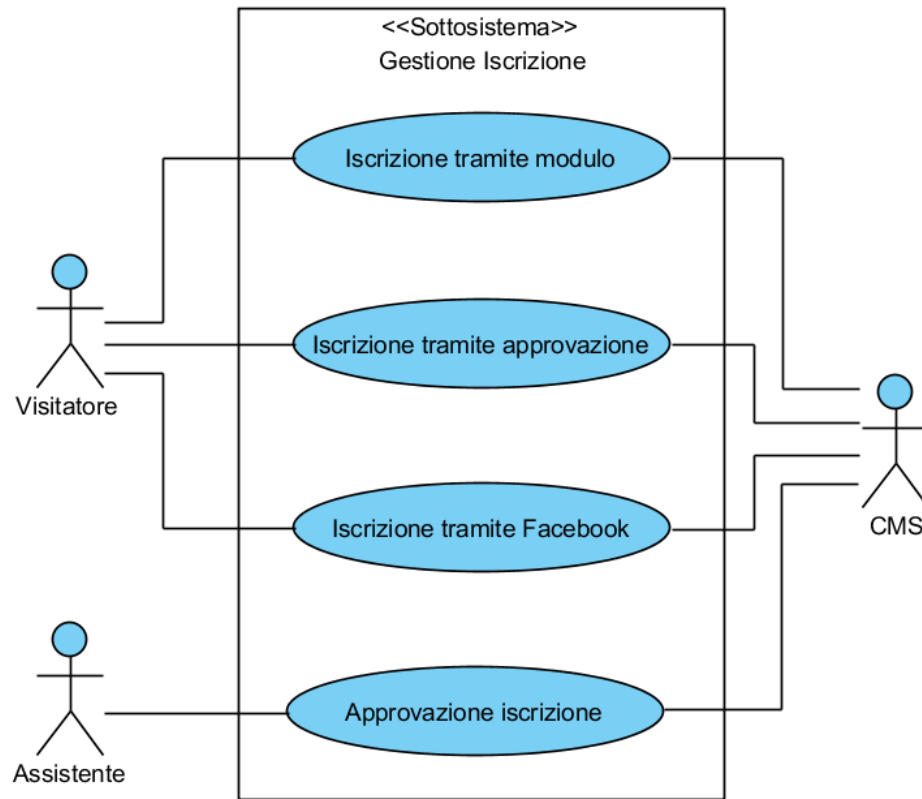 <<Sottosistema>>
Gestione Iscrizione
Iscrizione tramite modulo
Iscrizione tramite approvazione
Visitatore
Iscrizione tramite Facebook
CMS
Approvazione iscrizione
Assistente